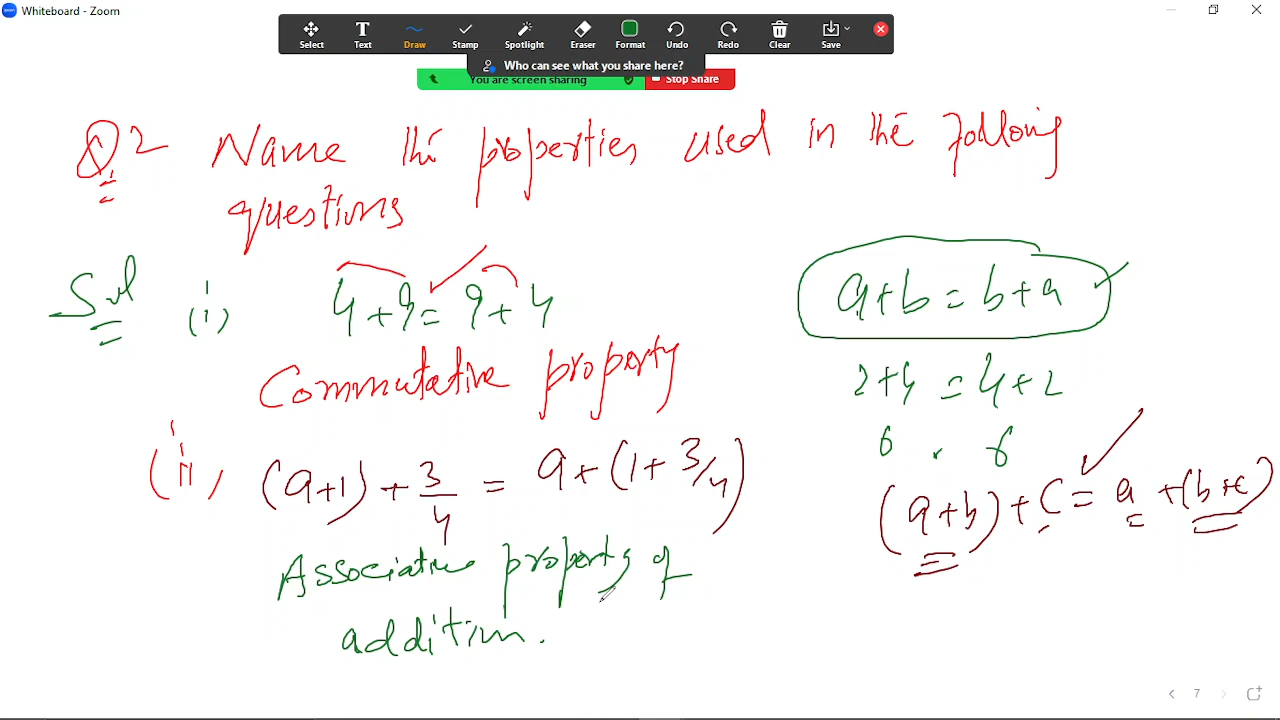 Whiteboard - Zoom
Select Text Draw Stamp Spotlight Eraser Format Undo Redo Clear Save
Who can see what you share here?
You are screen sharing Stop Share
Q2 Name the properties used in the following
questions
Sol (i) 4+9 = 9+4
a+b = b+a
2+4 = 4+2
Commutative property
6 . 6
(ii) (a+1) + 3/4 = a+(1+3/4)
(a+b)+c = a+(b+c)
Associative property of
addition.
7